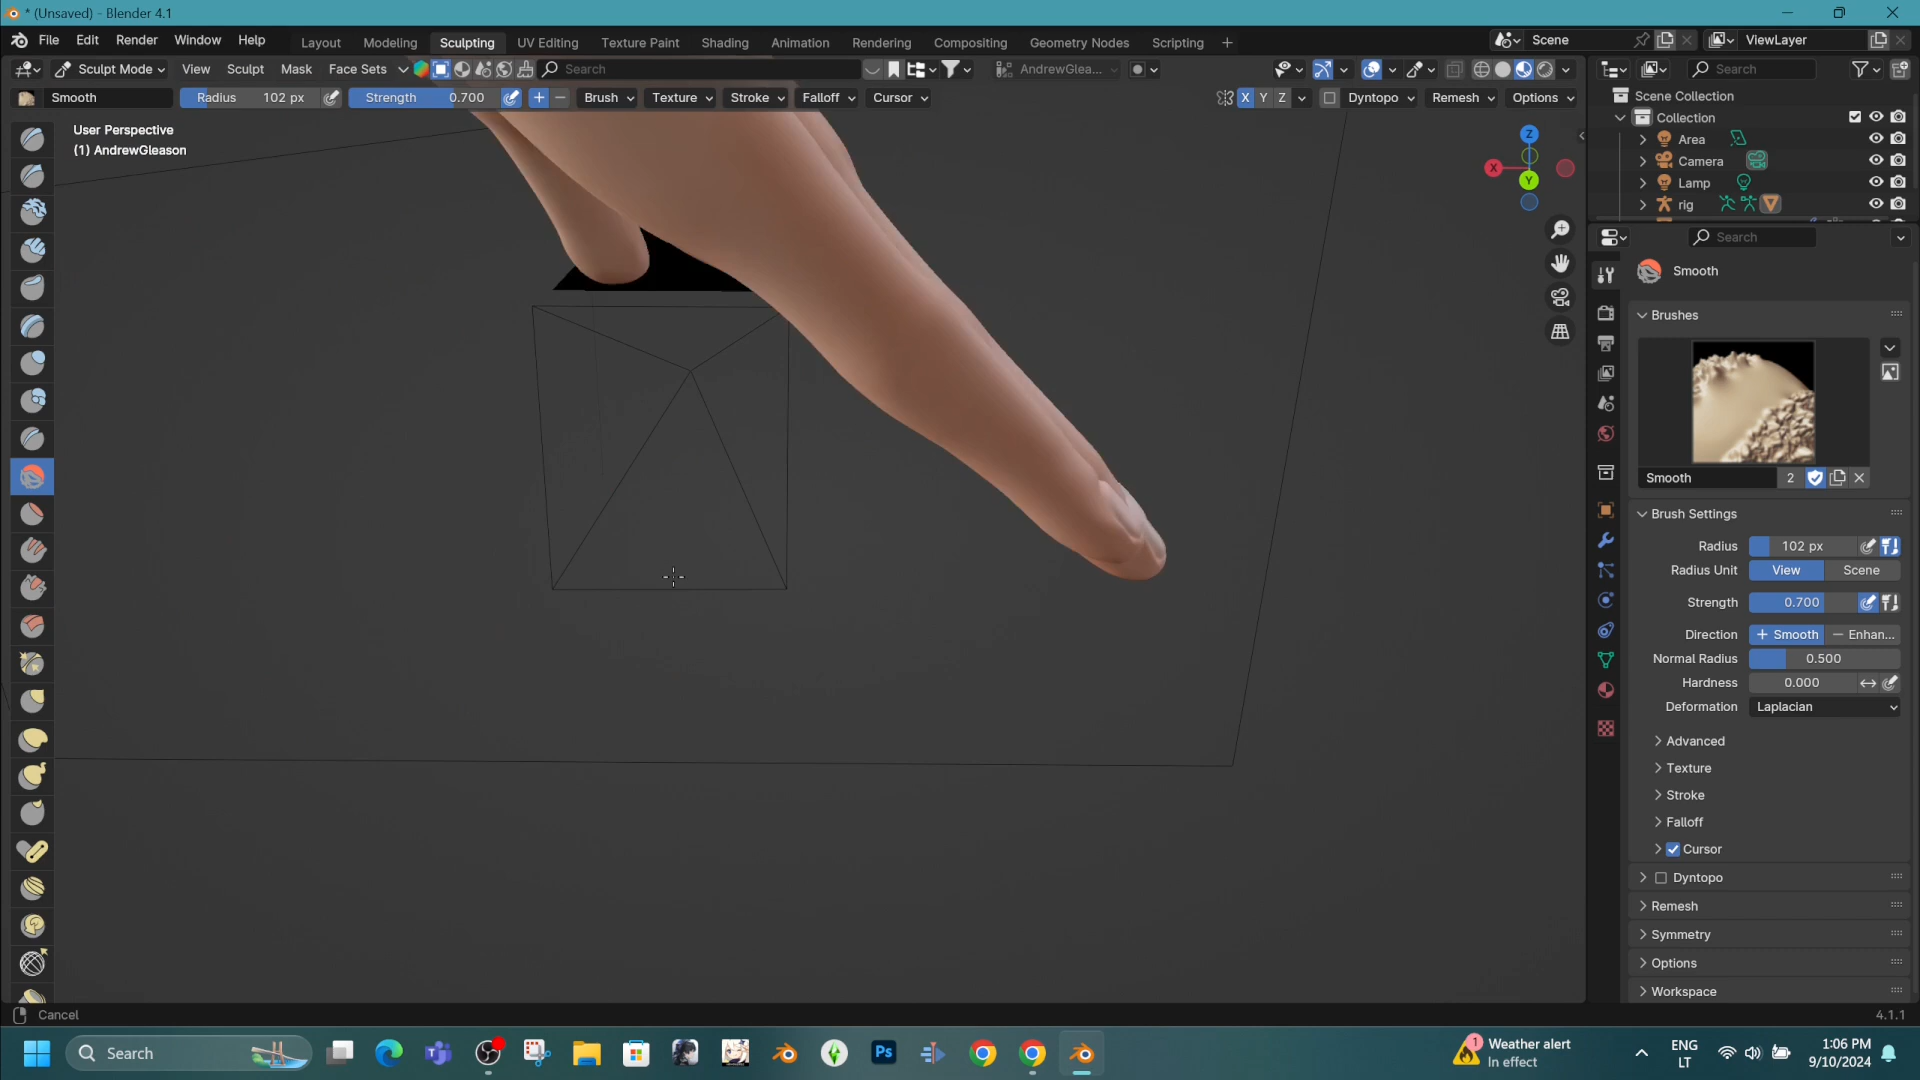 * (Unsaved) - Blender 4.1
File Edit Render Window Help Layout Modeling Sculpting UV Editing Texture Paint Shading Animation Rendering Compositing Geometry Nodes Scripting + Scene ViewLayer
Sculpt Mode View Sculpt Mask Face Sets Search AndrewGlea... Search
Smooth Radius 102 px Strength 0.700 Brush Texture Stroke Falloff Cursor X Y Z Dyntopo Remesh Options
Scene Collection
User Perspective
(1) AndrewGleason
Collection
Area
Camera
Lamp
rig
Z
X
Y
Search
Smooth
Brushes
Smooth 2
Brush Settings
Radius 102 px
Radius Unit View Scene
Strength 0.700
Direction + Smooth − Enhan...
Normal Radius 0.500
Hardness 0.000
Deformation Laplacian
Advanced
Texture
Stroke
Falloff
Cursor
Dyntopo
Remesh
Symmetry
Options
Workspace
Cancel 4.1.1
Search
Ps
1
Weather alert
In effect
ENG
LT
1:06 PM
9/10/2024